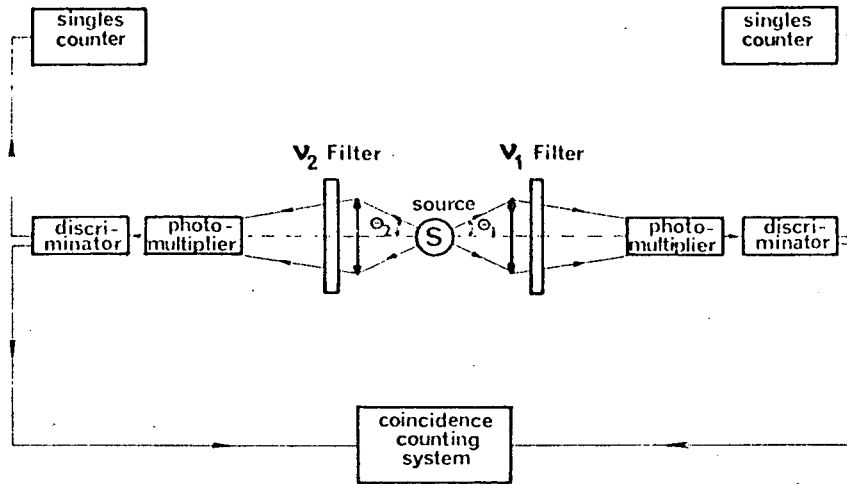 singles
counter
singles
counter
ν2 Filter
ν1 Filter
source
Θ2
S
Θ1
discri-
minator
photo-
multiplier
photo-
multiplier
discri-
minator
coincidence
counting
system